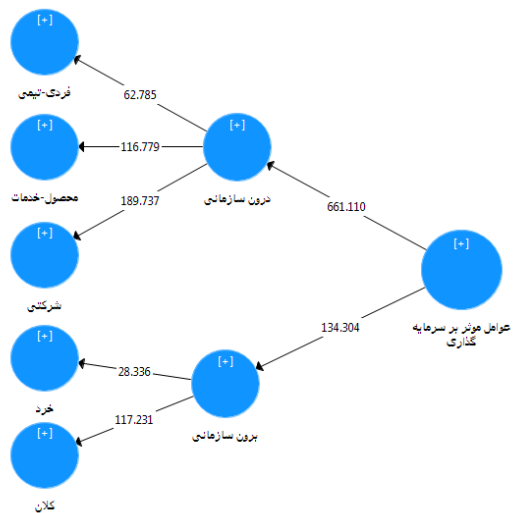 [+]
فردی-تیمی
62.785
[+]
[+]
116.779
محصول-خدمات
189.737
درون سازمانی
661.110
[+]
[+]
شرکتی
عوامل موثر بر سرمایه
گذاری
134.304
[+]
28.336
[+]
خرد
117.231
برون سازمانی
[+]
کلان